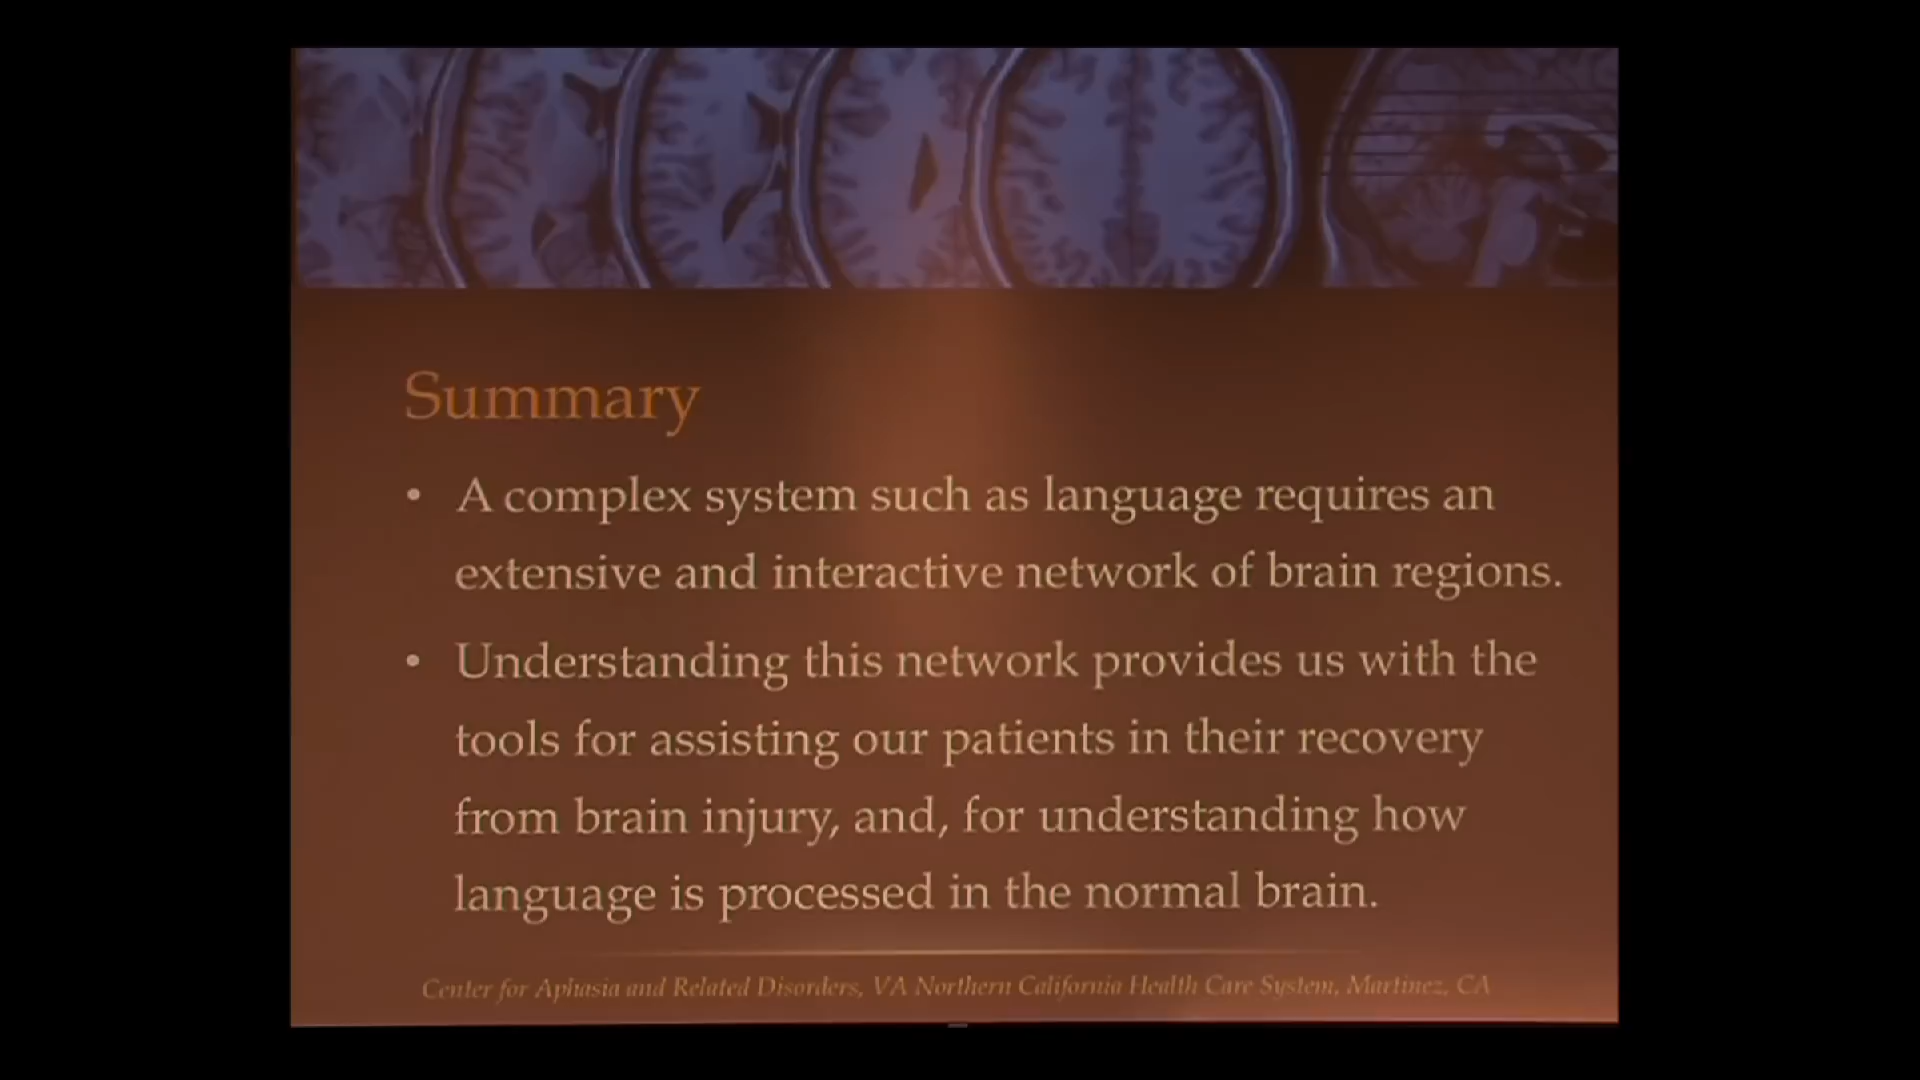 Summary
• A complex system such as language requires an
extensive and interactive network of brain regions.
• Understanding this network provides us with the
tools for assisting our patients in their recovery
from brain injury, and, for understanding how
language is processed in the normal brain.
Center for Aphasia and Related Disorders, VA Northern California Health Care System, Martinez, CA